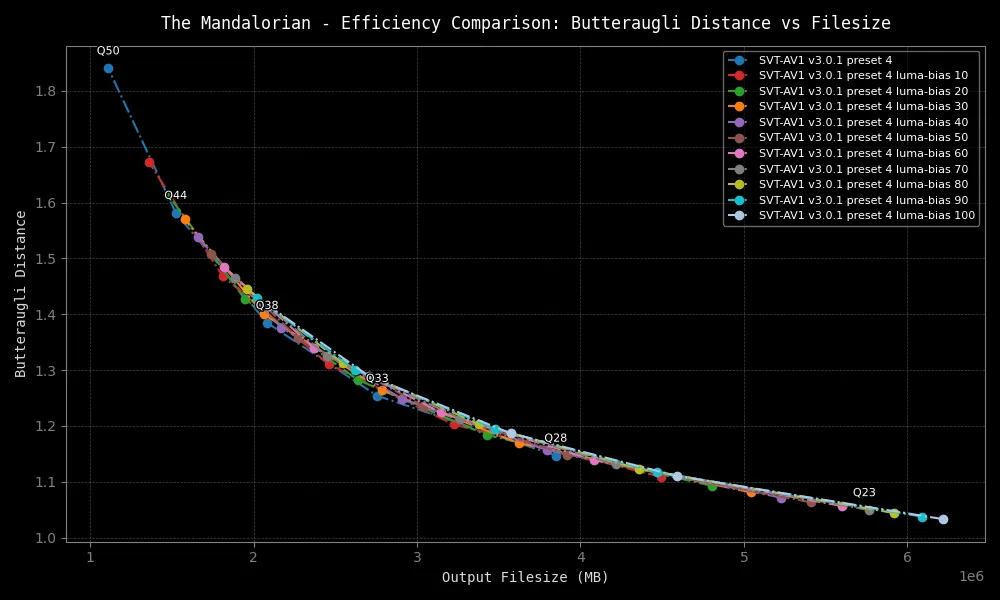 The Mandalorian - Efficiency Comparison: Butteraugli Distance vs Filesize
Q50
Q44
Q38
Q33
Q28
Q23
SVT-AV1 v3.0.1 preset 4
SVT-AV1 v3.0.1 preset 4 luma-bias 10
SVT-AV1 v3.0.1 preset 4 luma-bias 20
SVT-AV1 v3.0.1 preset 4 luma-bias 30
SVT-AV1 v3.0.1 preset 4 luma-bias 40
SVT-AV1 v3.0.1 preset 4 luma-bias 50
SVT-AV1 v3.0.1 preset 4 luma-bias 60
SVT-AV1 v3.0.1 preset 4 luma-bias 70
SVT-AV1 v3.0.1 preset 4 luma-bias 80
SVT-AV1 v3.0.1 preset 4 luma-bias 90
SVT-AV1 v3.0.1 preset 4 luma-bias 100
Butteraugli Distance
1.8
1.7
1.6
1.5
1.4
1.3
1.2
1.1
1.0
1 2 3 4 5 6
1e6
Output Filesize (MB)